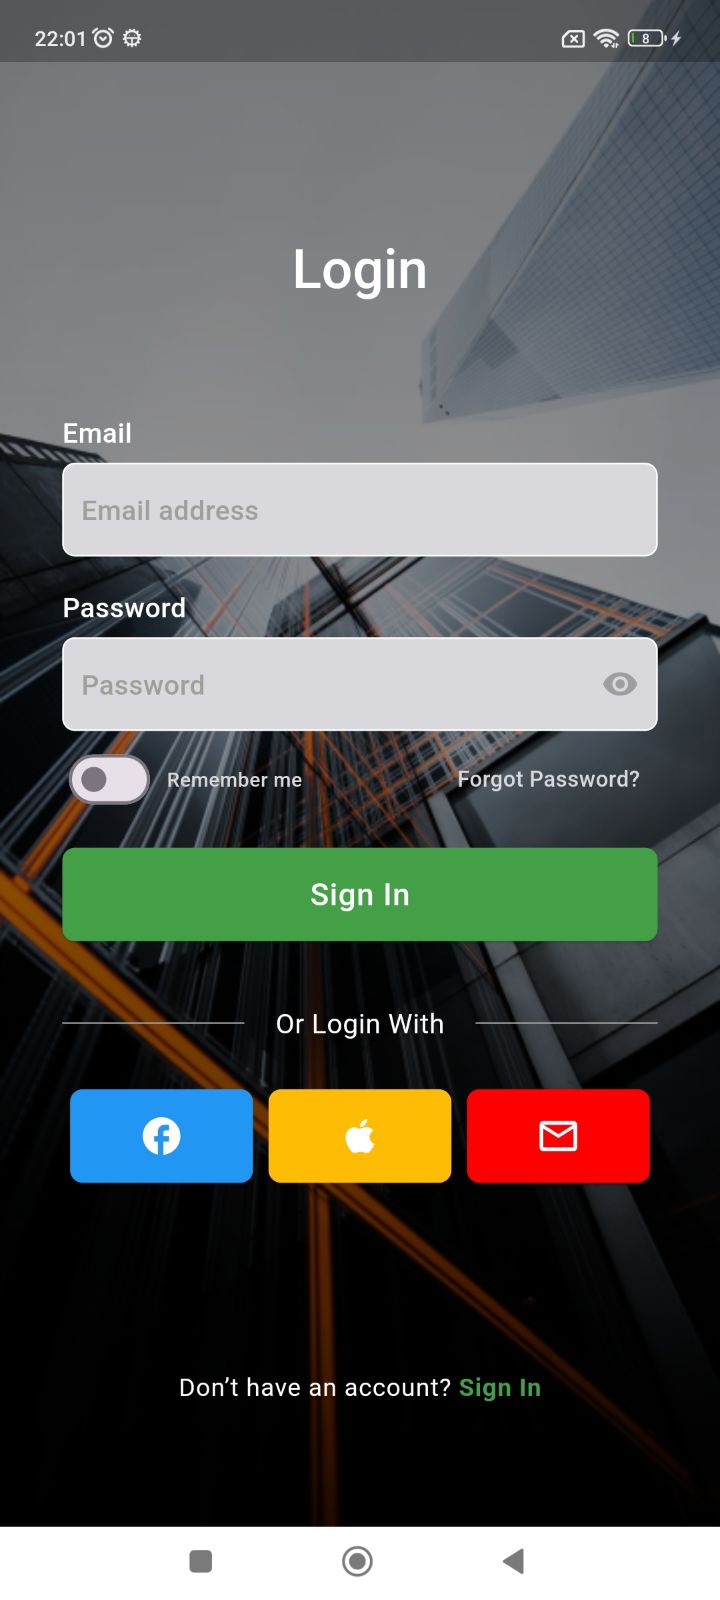 22:01 8
Login
Email
Email address
Password
Password
Remember me Forgot Password?
Sign In
Or Login With
Don’t have an account? Sign In